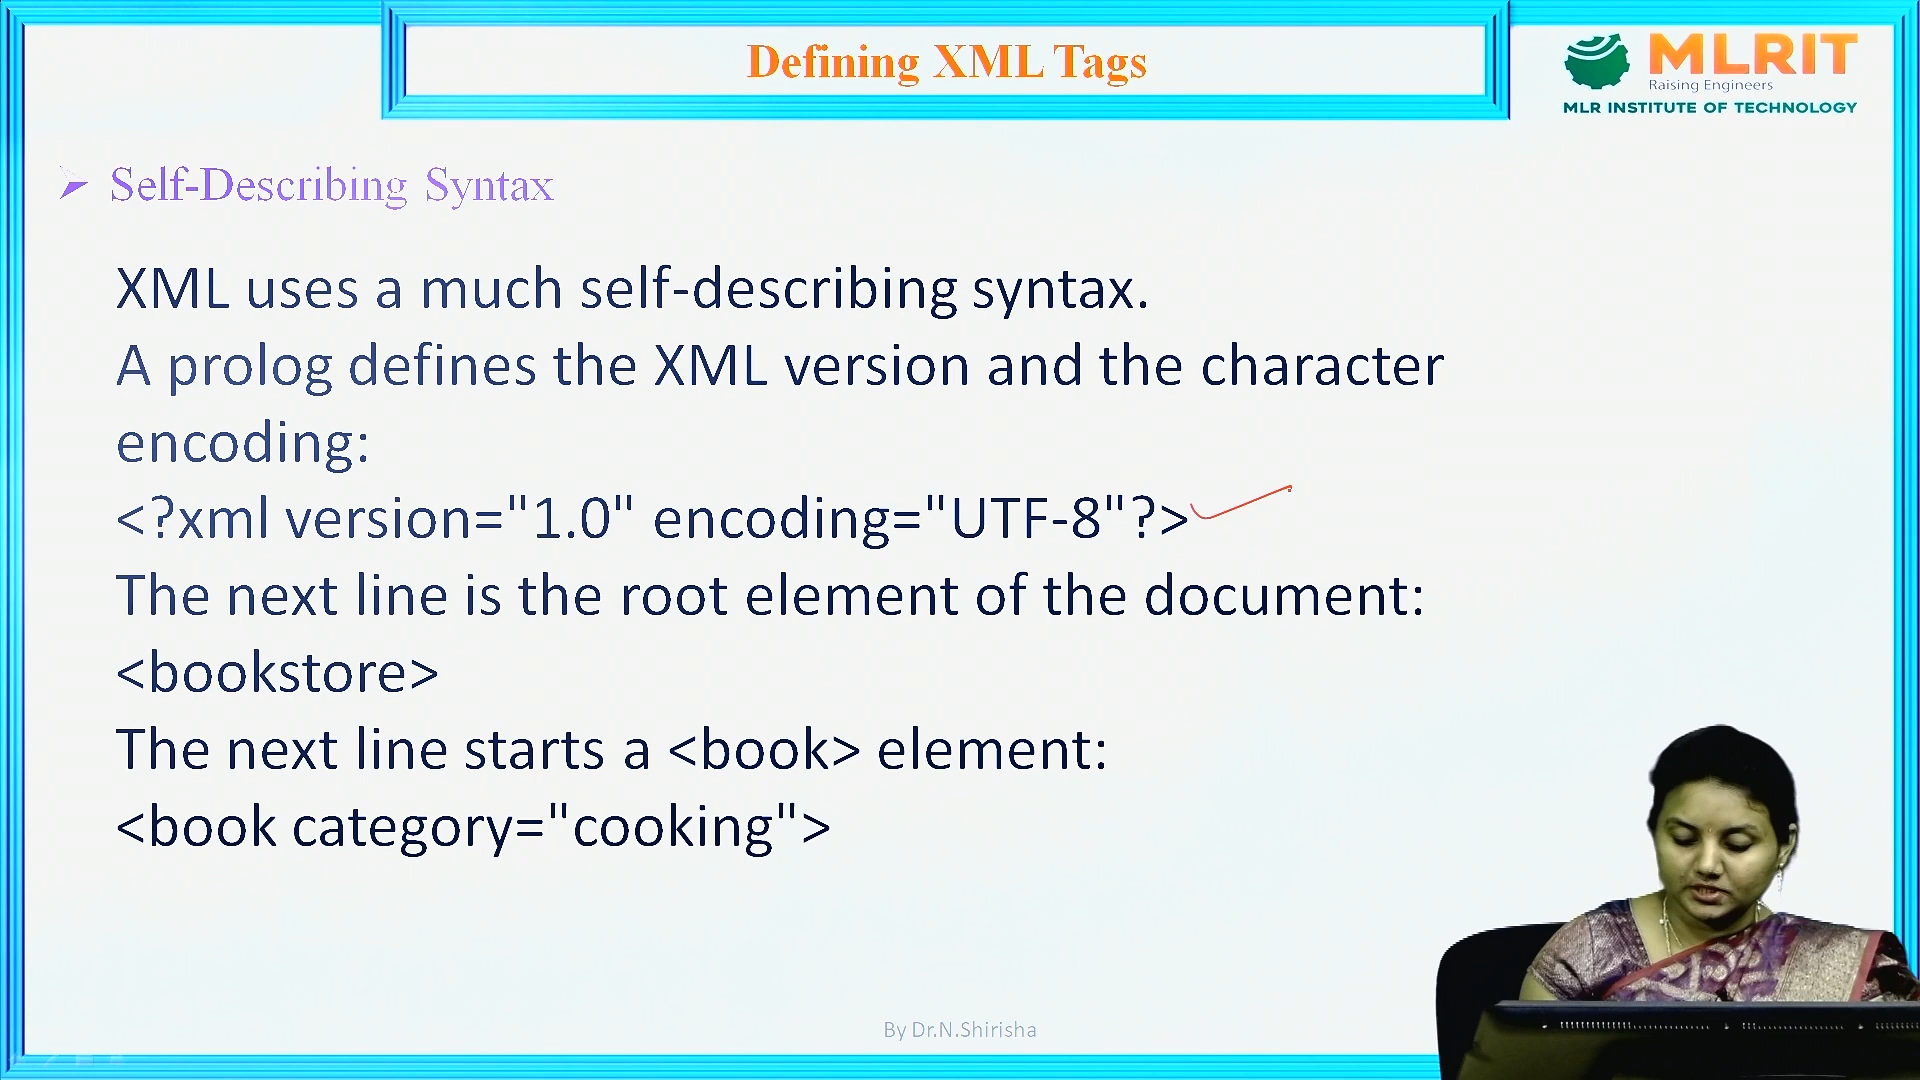 Defining XML Tags
MLRIT
Raising Engineers
MLR INSTITUTE OF TECHNOLOGY
Self-Describing Syntax
XML uses a much self-describing syntax.
A prolog defines the XML version and the character
encoding:
<?xml version="1.0" encoding="UTF-8"?>
The next line is the root element of the document:
<bookstore>
The next line starts a <book> element:
<book category="cooking">
By Dr.N.Shirisha